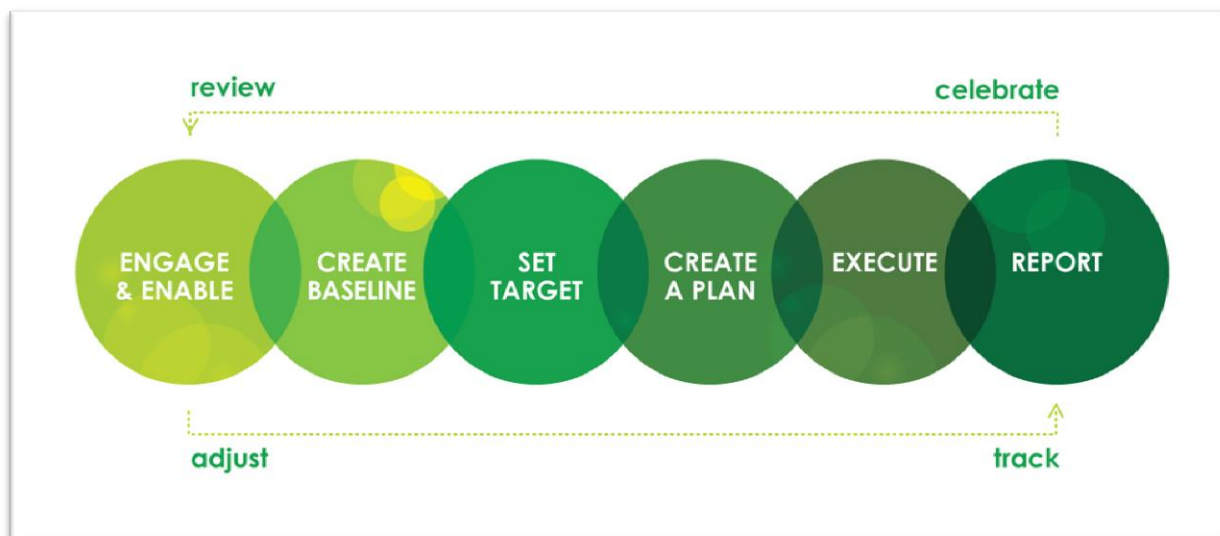 review
celebrate
ENGAGE
& ENABLE
CREATE
BASELINE
SET
TARGET
CREATE
A PLAN
EXECUTE
REPORT
adjust
track